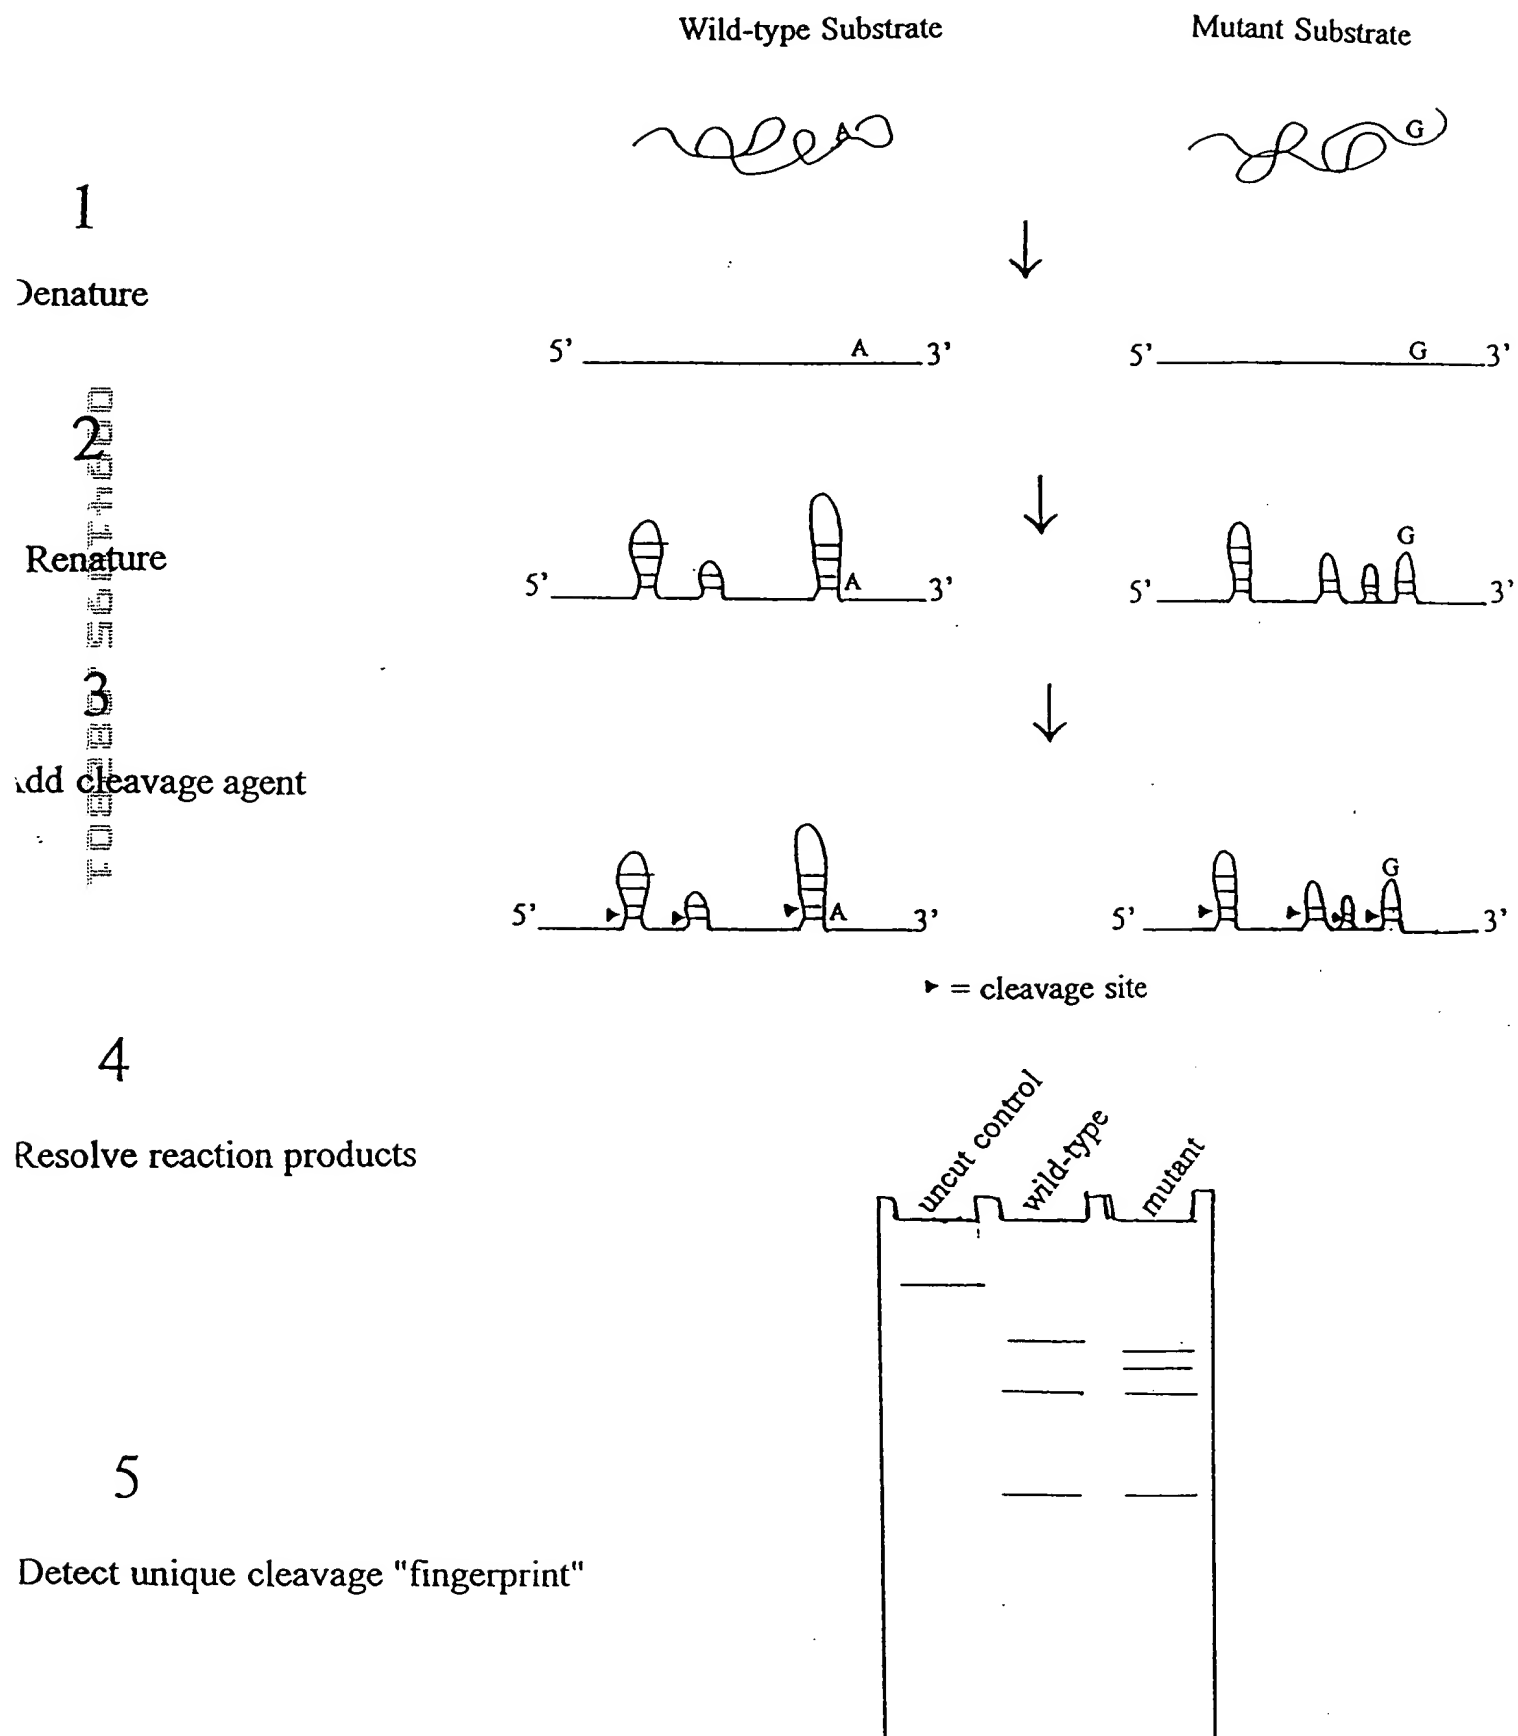 Wild-type Substrate
Mutant Substrate
A
G
1
Denature
5' A 3'
5' G 3'
2
Renature
5' A 3'
G
5' 3'
3
Add cleavage agent
5' A 3'
G
5' 3'
► = cleavage site
4
Resolve reaction products
uncut control
wild-type
mutant
5
Detect unique cleavage "fingerprint"